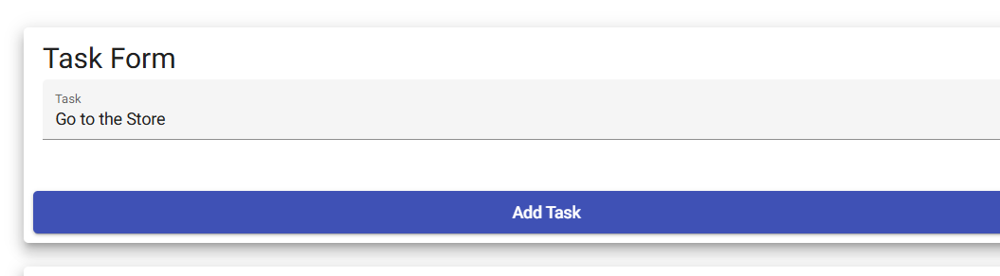 Task Form
Task
Go to the Store
Add Task